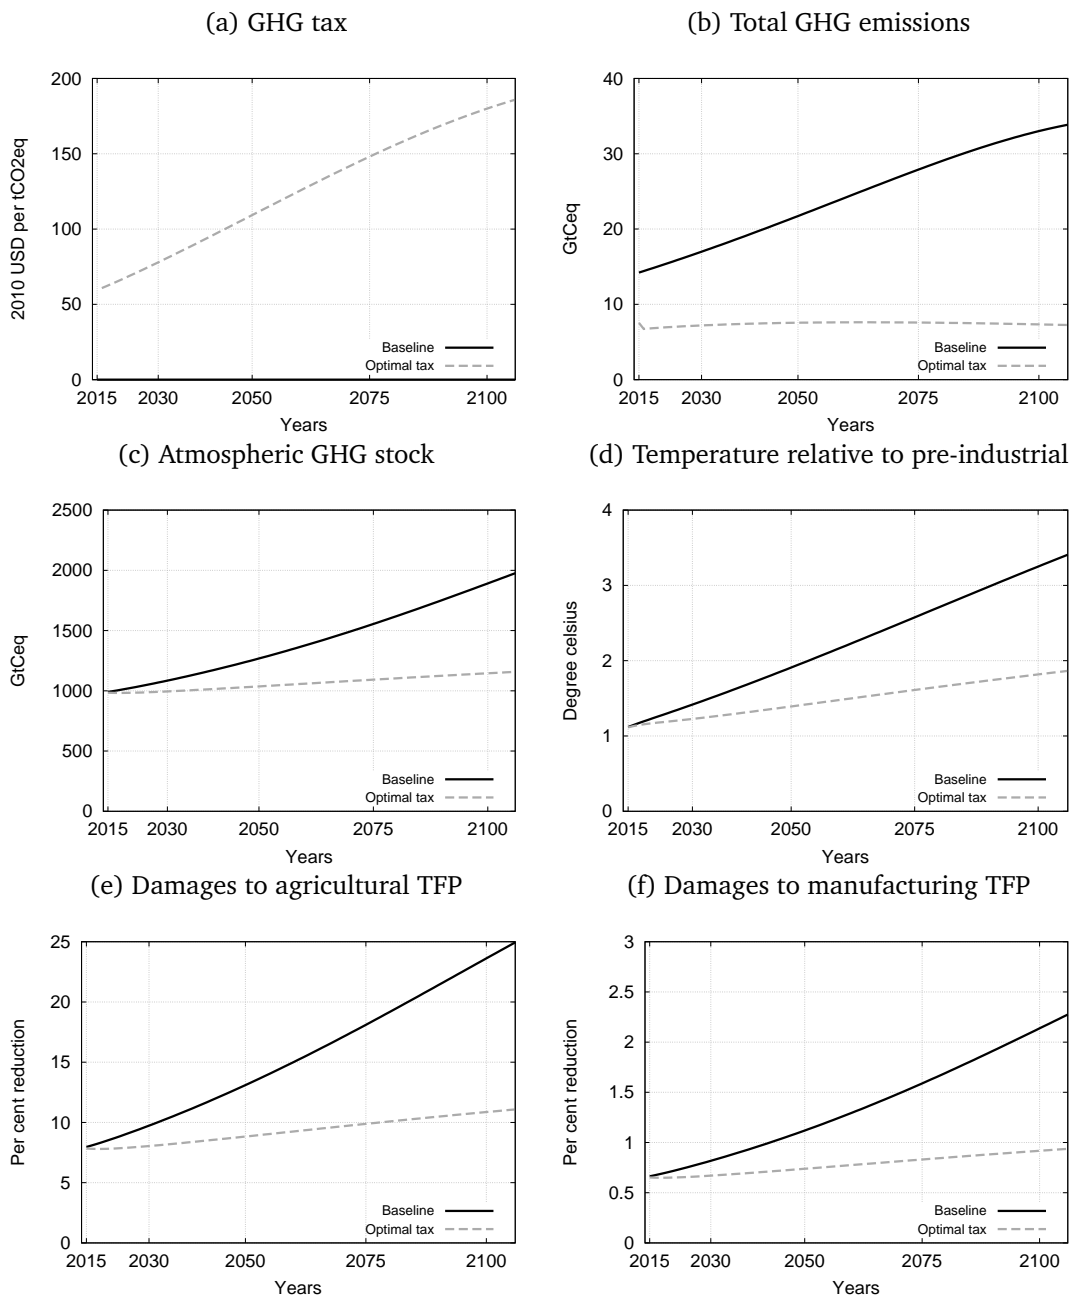 (a) GHG tax
200
150
100
50
0
2010 USD per tCO2eq
Baseline
Optimal tax
2015 2030 2050 2075 2100
Years
(b) Total GHG emissions
40
30
20
10
0
GtCeq
Baseline
Optimal tax
2015 2030 2050 2075 2100
Years
(c) Atmospheric GHG stock
2500
2000
1500
1000
500
0
GtCeq
Baseline
Optimal tax
2015 2030 2050 2075 2100
Years
(d) Temperature relative to pre-industrial
4
3
2
1
0
Degree celsius
Baseline
Optimal tax
2015 2030 2050 2075 2100
Years
(e) Damages to agricultural TFP
25
20
15
10
5
0
Per cent reduction
Baseline
Optimal tax
2015 2030 2050 2075 2100
Years
(f) Damages to manufacturing TFP
3
2.5
2
1.5
1
0.5
0
Per cent reduction
Baseline
Optimal tax
2015 2030 2050 2075 2100
Years